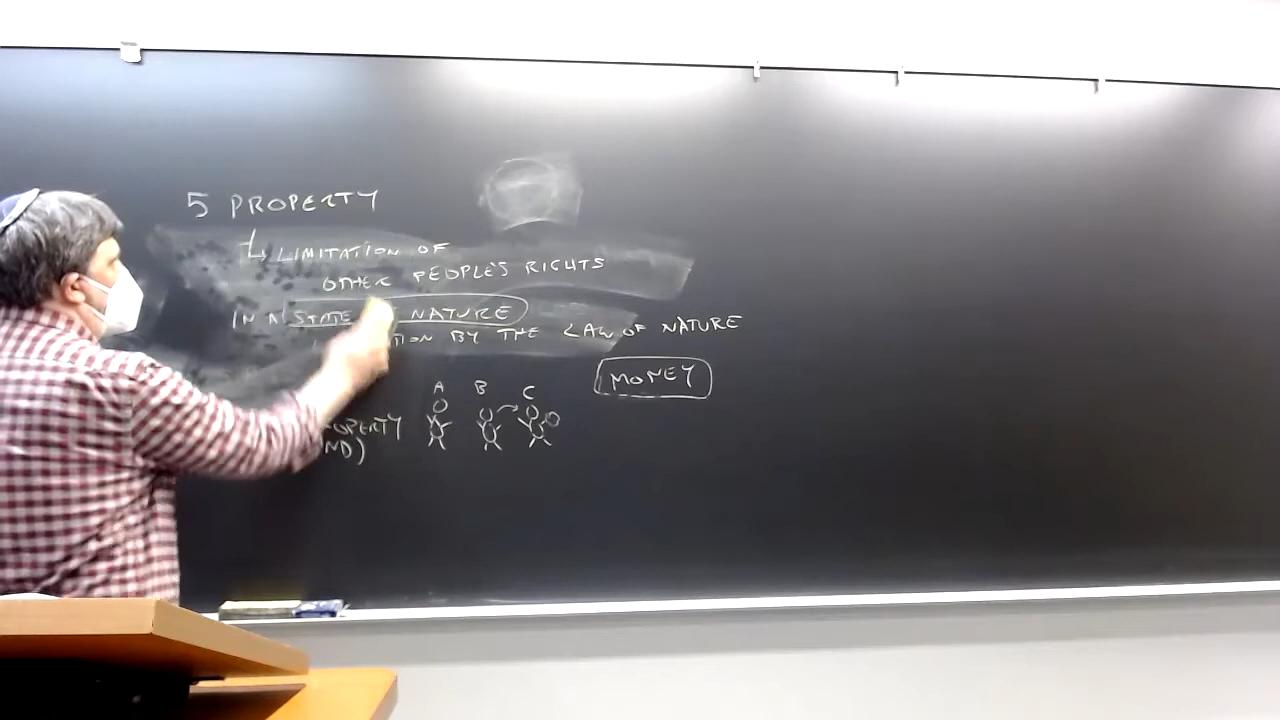 5 PROPERTY
LIMITATION OF
OTHER PEOPLE'S RIGHTS
IN A STATE NATURE
BY THE LAW OF NATURE
MONEY
A B C